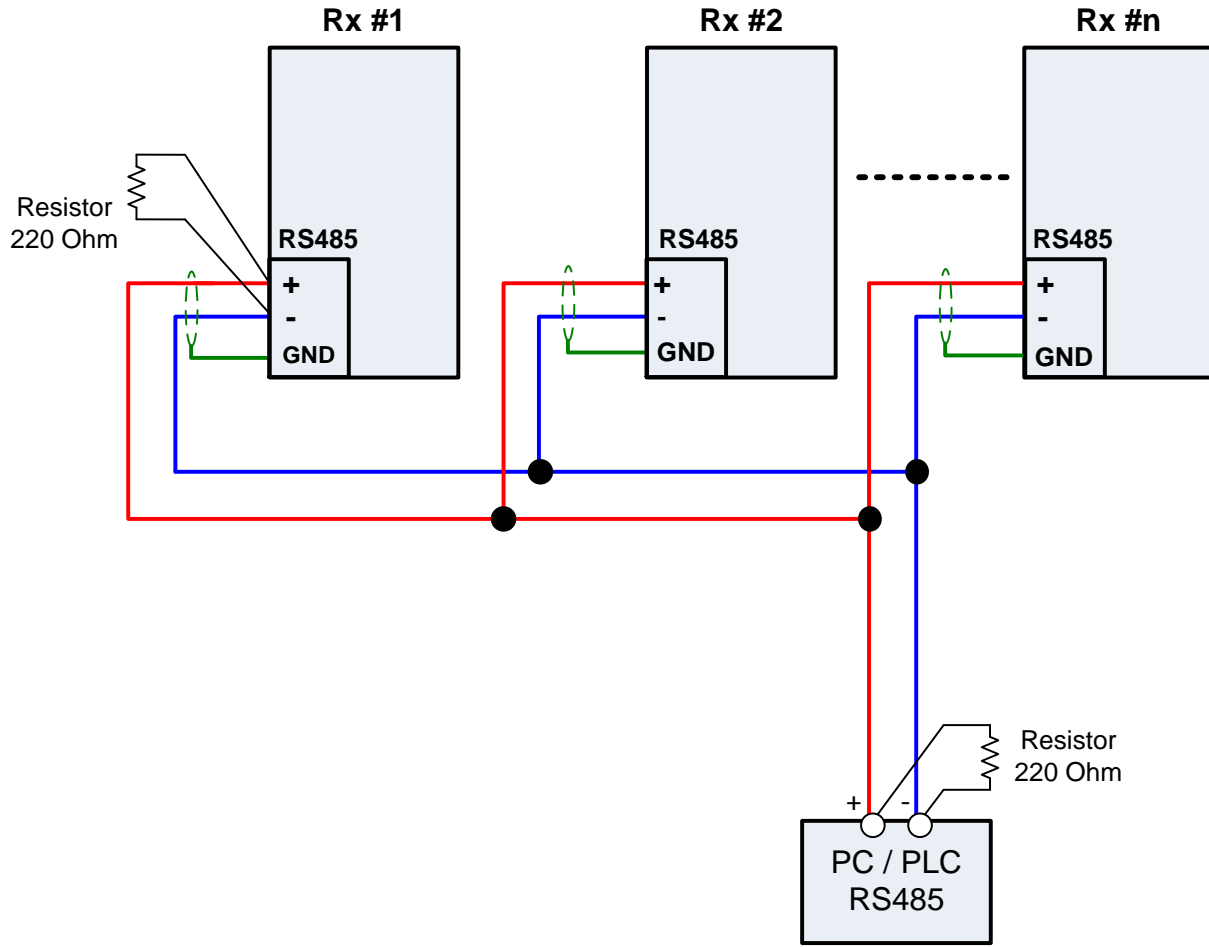 Rx #1
Rx #2
Rx #n
Resistor
220 Ohm
RS485
+
-
GND
RS485
+
-
GND
RS485
+
-
GND
Resistor
220 Ohm
+ -
PC / PLC
RS485